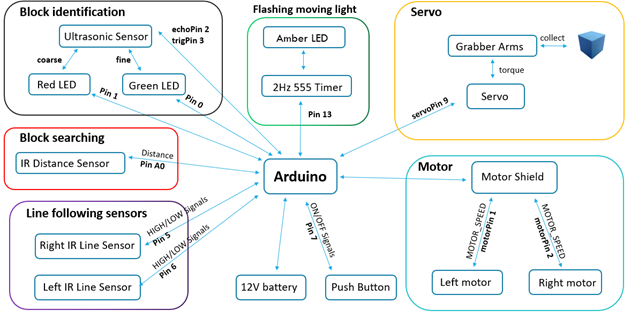 Block identification
Ultrasonic Sensor
echoPin 2
trigPin 3
coarse
fine
Red LED
Green LED
Pin 1
Pin 0
Flashing moving light
Amber LED
2Hz 555 Timer
Pin 13
Servo
Grabber Arms
collect
torque
Servo
servoPin 9
Block searching
IR Distance Sensor
Distance
Pin A0
Arduino
Motor
Motor Shield
MOTOR_SPEED
motorPin 1
MOTOR_SPEED
motorPin 2
Left motor
Right motor
Line following sensors
HIGH/LOW Signals
Pin 5
Right IR Line Sensor
HIGH/LOW Signals
Pin 6
Left IR Line Sensor
ON/OFF Signals
Pin 7
12V battery
Push Button